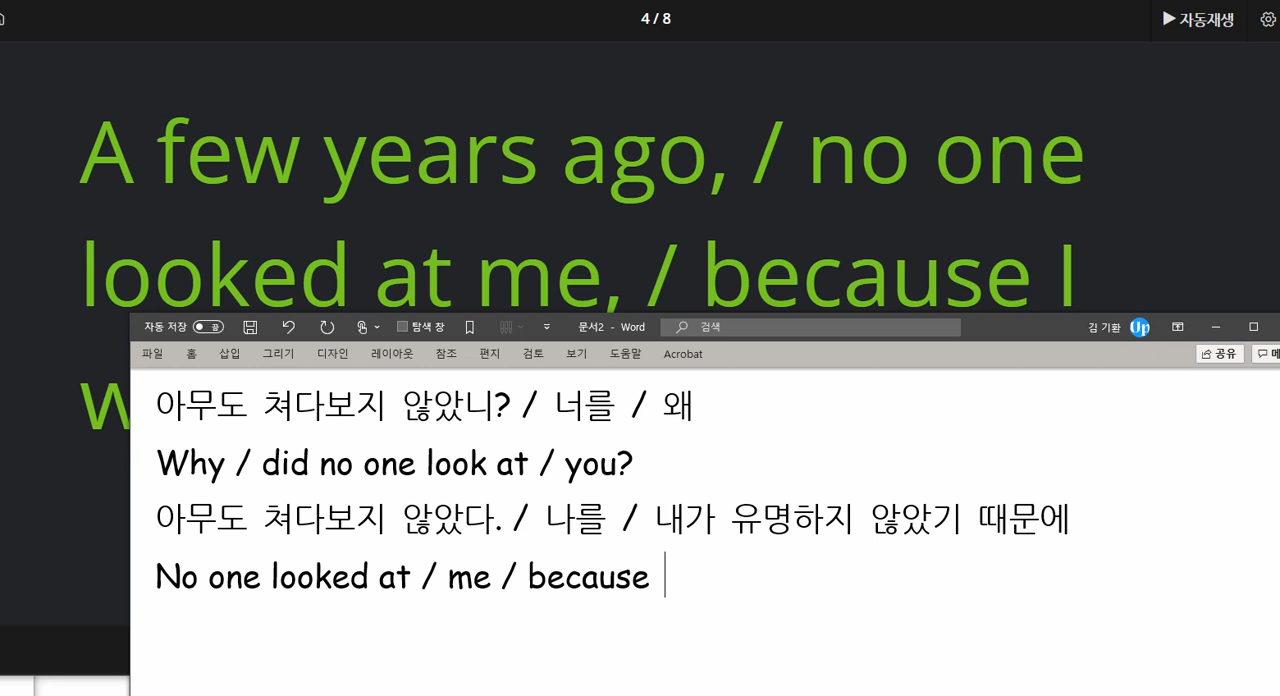 4 / 8
▶ 자동재생
A few years ago, / no one
looked at me, / because I
자동 저장 끔
탐색 창
문서2 - Word
검색
김 기환
Up
파일 홈 삽입 그리기 디자인 레이아웃 참조 편지 검토 보기 도움말 Acrobat
공유
아무도 쳐다보지 않았니? / 너를 / 왜
Why / did no one look at / you?
아무도 쳐다보지 않았다. / 나를 / 내가 유명하지 않았기 때문에
No one looked at / me / because